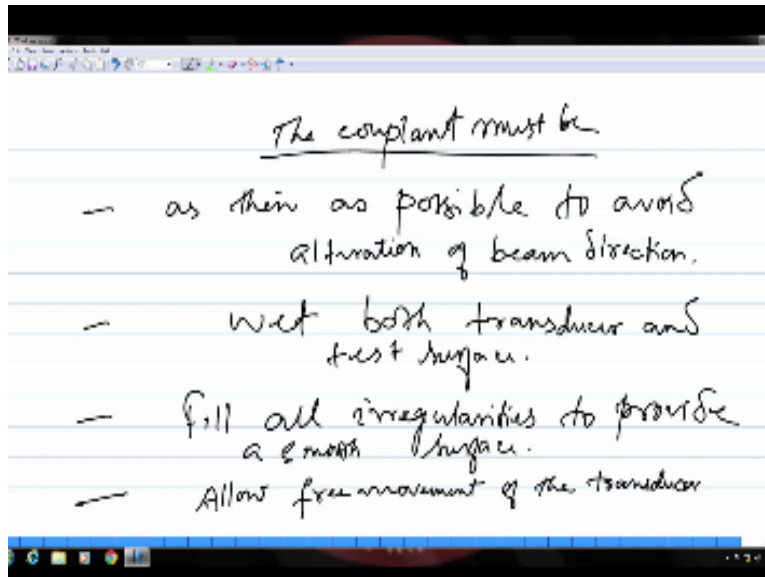 The couplant must be
— as thin as possible to avoid
alteration of beam direction.
— Wet both transducer and
test surface.
— fill all irregularities to provide
a smooth surface.
— Allow free movement of the transducer